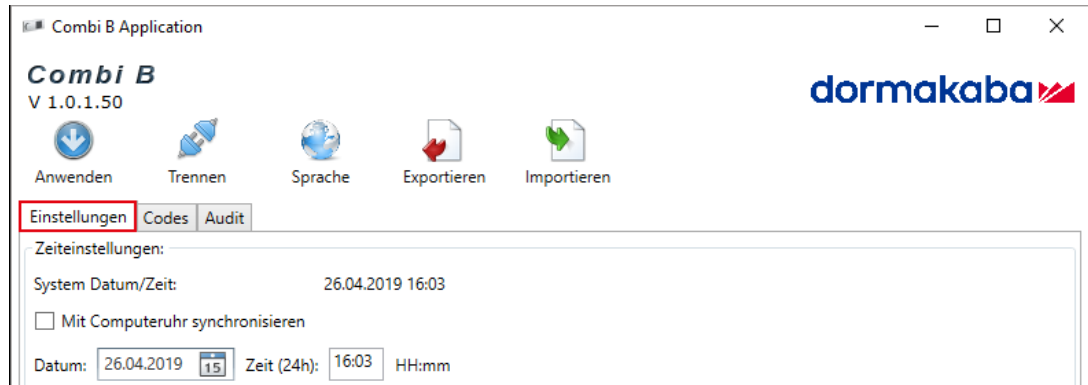 Combi B Application
Combi B
V 1.0.1.50
dormakaba
Anwenden Trennen Sprache Exportieren Importieren
Einstellungen Codes Audit
Zeiteinstellungen:
System Datum/Zeit: 26.04.2019 16:03
Mit Computeruhr synchronisieren
Datum: 26.04.2019 15 Zeit (24h): 16:03 HH:mm